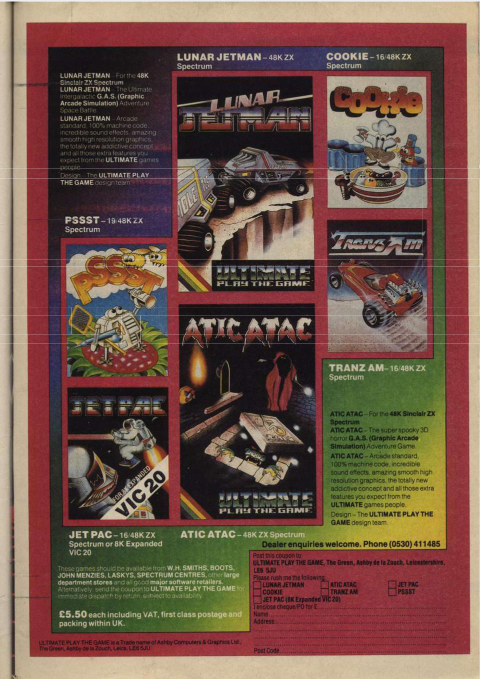 LUNAR JETMAN – For the 48K
Sinclair ZX Spectrum.
LUNAR JETMAN – The Ultimate
Intergalactic G.A.S. (Graphic
Arcade Simulation) Adventure
Space Battle.
LUNAR JETMAN – Arcade
standard, 100% machine code,
incredible sound effects, amazing
smooth high resolution graphics,
the totally new addictive concept
and all those extra features you
expect from the ULTIMATE games
people.
Design – The ULTIMATE PLAY
THE GAME design team.
LUNAR JETMAN – 48K ZX
Spectrum
LUNAR
JETMAN
ULTIMATE
PLAY THE GAME
COOKIE – 16/48K ZX
Spectrum
Cookie
PSSST – 19/48K ZX
Spectrum
PSSST
Tranz Am
TRANZ AM – 16/48K ZX
Spectrum
JETPAC
FOR 8K EXPANDED
VIC 20
JET PAC – 16/48K ZX
Spectrum or 8K Expanded
VIC 20
ATIC ATAC
ULTIMATE
PLAY THE GAME
ATIC ATAC – 48K ZX Spectrum
ATIC ATAC – For the 48K Sinclair ZX
Spectrum
ATIC ATAC – The super spooky 3D
horror G.A.S. (Graphic Arcade
Simulation) Adventure Game
ATIC ATAC – Arcade standard,
100% machine code, incredible
sound effects, amazing smooth high
resolution graphics, the totally new
addictive concept and all those extra
features you expect from the
ULTIMATE games people.
Design – The ULTIMATE PLAY THE
GAME design team.
Dealer enquiries welcome. Phone (0530) 411485
These games should be available from W.H. SMITHS, BOOTS,
JOHN MENZIES, LASKYS, SPECTRUM CENTRES, other large
department stores and all good major software retailers.
Alternatively, send the coupon to ULTIMATE PLAY THE GAME for
immediate dispatch by return, subject to availability.
£5.50 each including VAT, first class postage and
packing within UK.
Post this coupon to
ULTIMATE PLAY THE GAME, The Green, Ashby de la Zouch, Leicestershire,
LE6 5JU
Please rush me the following:
LUNAR JETMAN ATIC ATAC JET PAC
COOKIE TRANZ AM PSSST
JET PAC (8K Expanded VIC 20)
I enclose cheque/PO for £
Name
Address
Post Code
ULTIMATE PLAY THE GAME is a Trade name of Ashby Computers & Graphics Ltd.,
The Green, Ashby de la Zouch, Leics. LE6 5JU